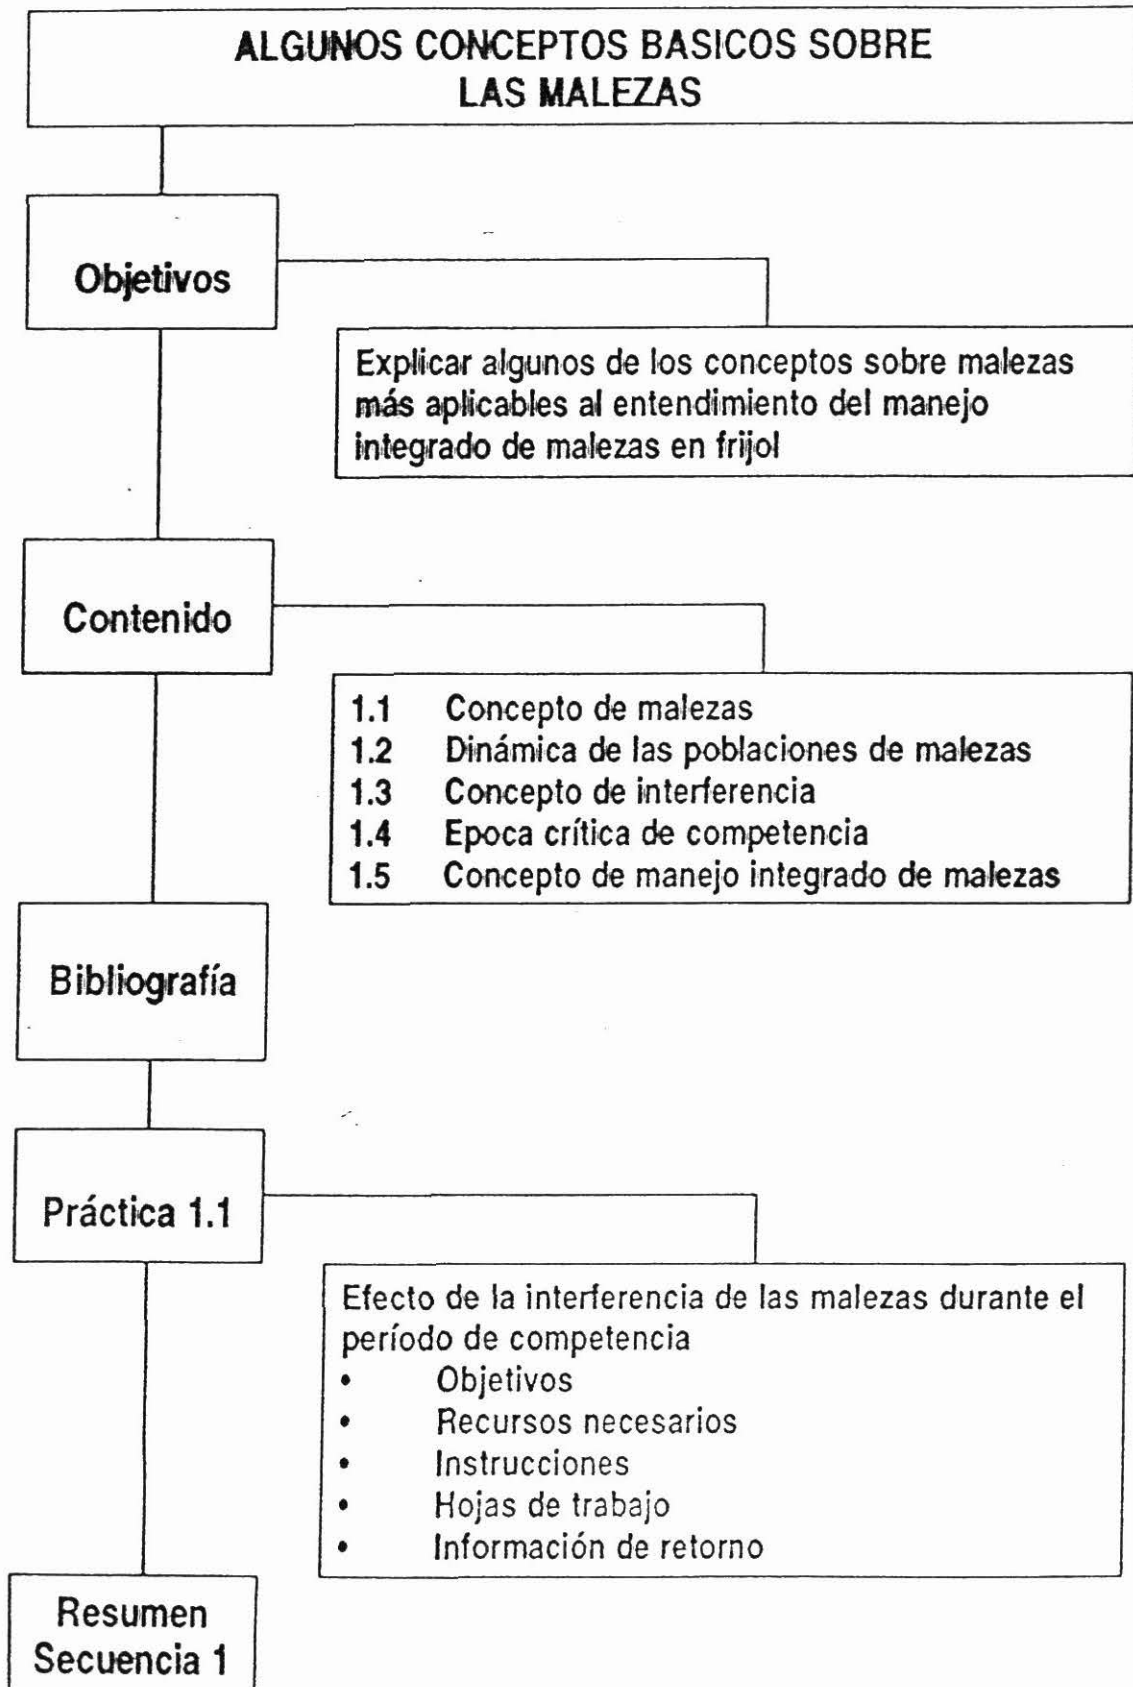 ALGUNOS CONCEPTOS BASICOS SOBRE
LAS MALEZAS
Objetivos
Explicar algunos de los conceptos sobre malezas
más aplicables al entendimiento del manejo
integrado de malezas en frijol
Contenido
1.1 Concepto de malezas
1.2 Dinámica de las poblaciones de malezas
1.3 Concepto de interferencia
1.4 Epoca crítica de competencia
1.5 Concepto de manejo integrado de malezas
Bibliografía
Práctica 1.1
Efecto de la interferencia de las malezas durante el
período de competencia
• Objetivos
• Recursos necesarios
• Instrucciones
• Hojas de trabajo
• Información de retorno
Resumen
Secuencia 1